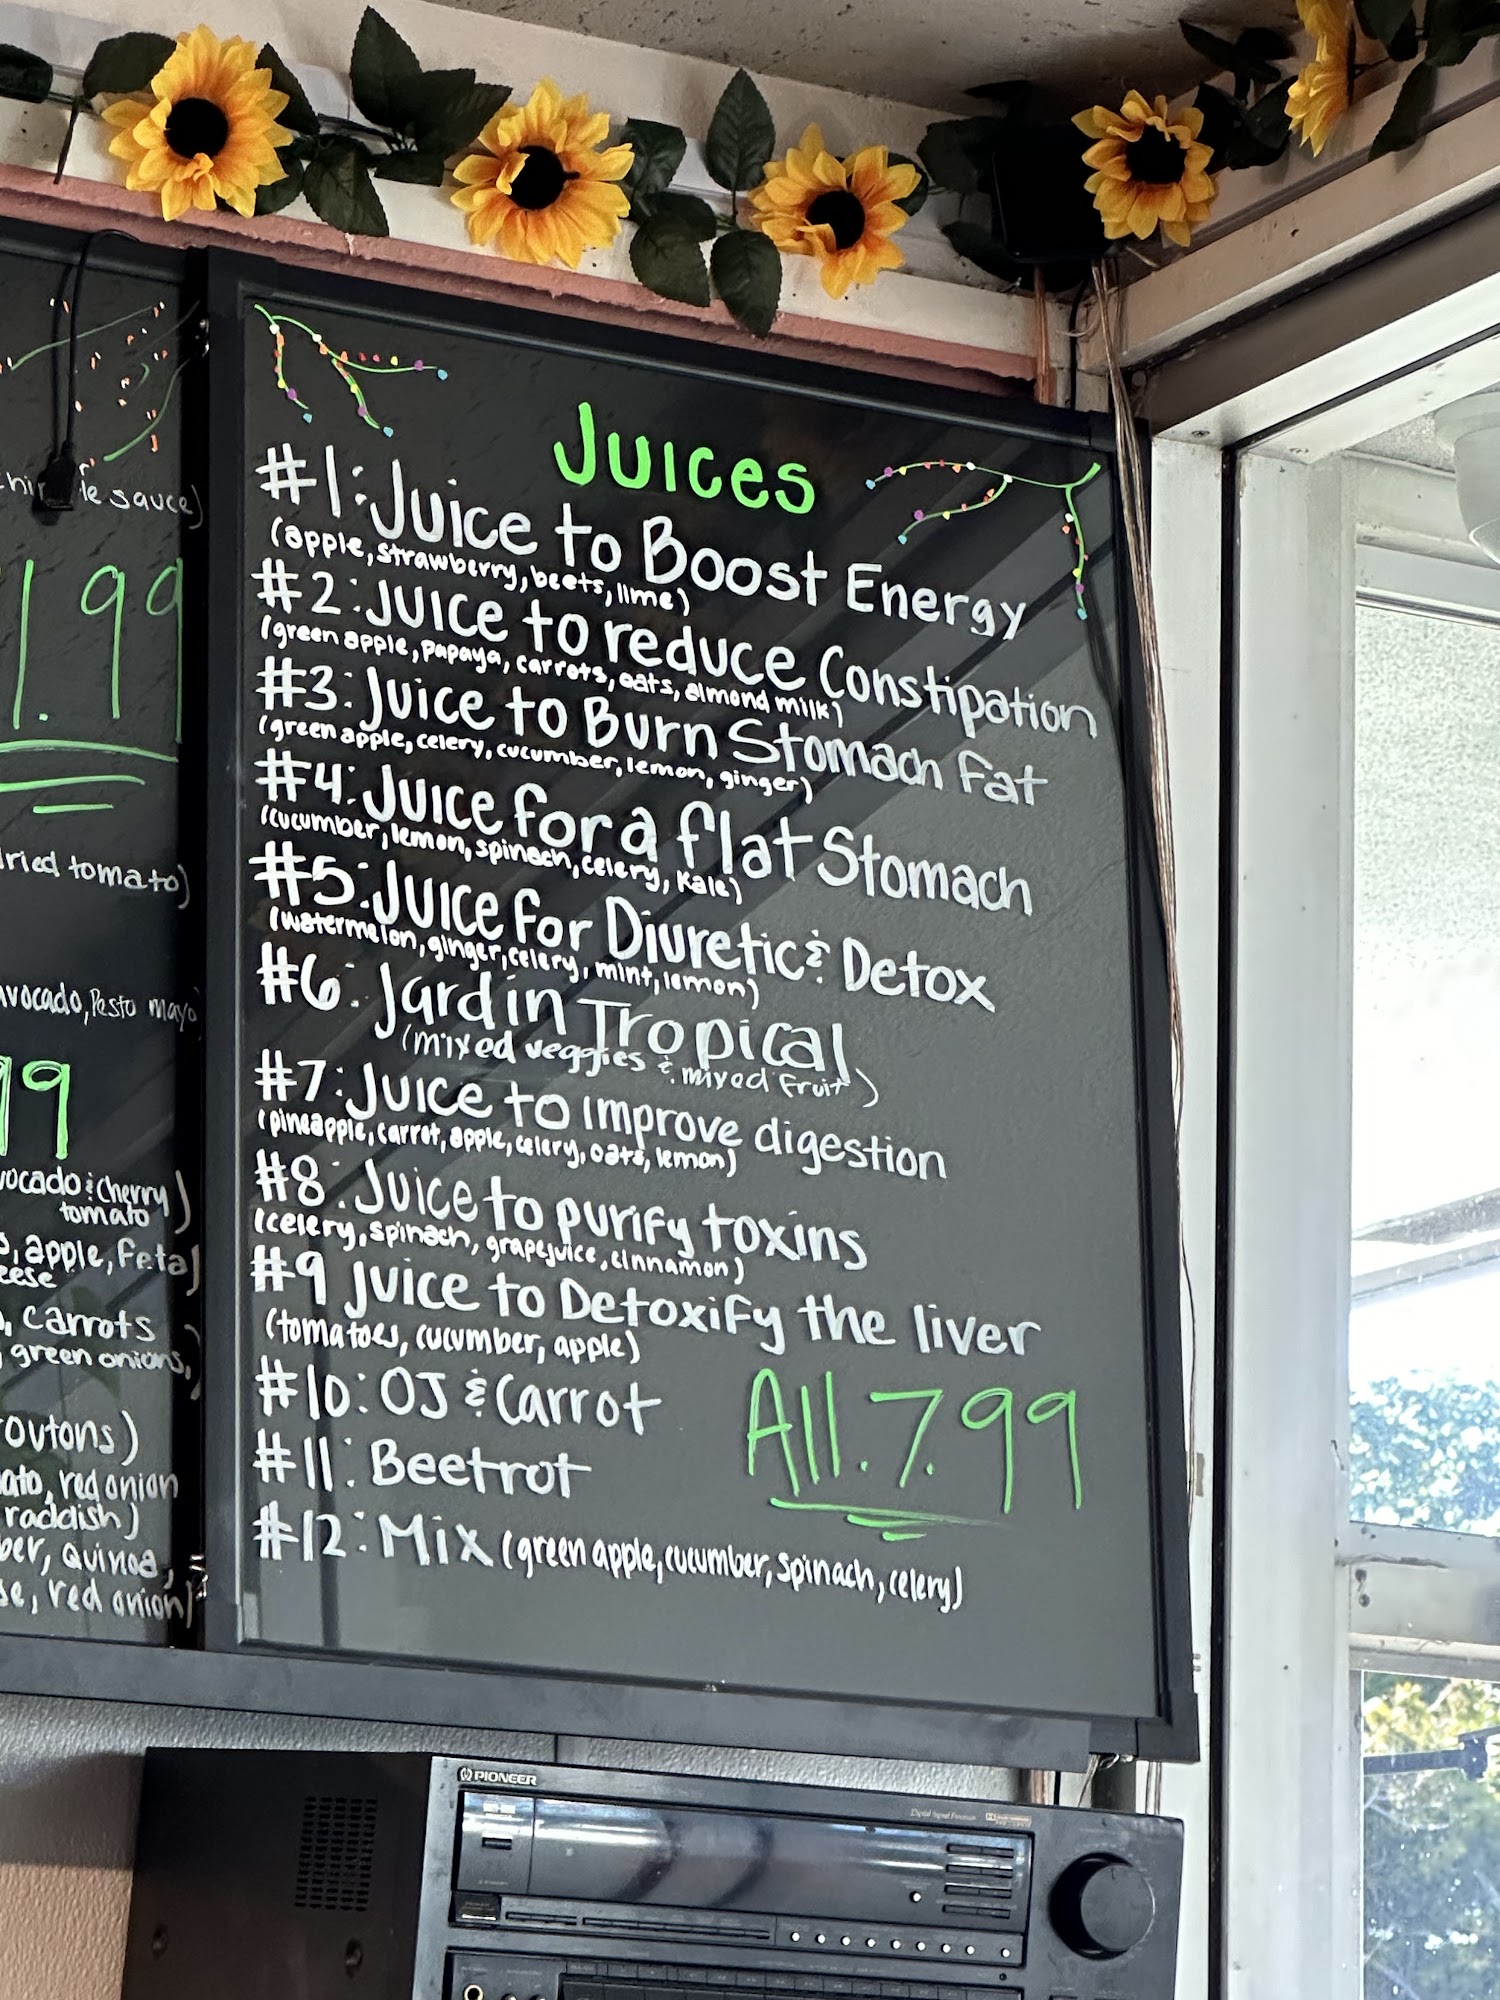 sauce)
1.99
dried tomato)
avocado, Pesto mayo)
99
avocado & cherry
tomato)
, apple, Feta)
, carrots
green onions,
croutons)
, red onion
raddish)
, quinoa,
, red onion)
Juices
#1: Juice to Boost Energy
(apple, strawberry, beets, lime)
#2: Juice to reduce Constipation
(green apple, papaya, carrots, oats, almond milk)
#3: Juice to Burn Stomach Fat
(green apple, celery, cucumber, lemon, ginger)
#4: Juice for a flat Stomach
(cucumber, lemon, spinach, celery, Kale)
#5: Juice for Diuretic & Detox
(watermelon, ginger, celery, mint, lemon)
#6: Jardin Tropical
(mixed veggies & mixed fruit)
#7: Juice to improve digestion
(pineapple, carrot, apple, celery, oats, lemon)
#8: Juice to purify toxins
(celery, spinach, grapejuice, cinnamon)
#9 Juice to Detoxify the liver
(tomatoes, cucumber, apple)
#10: OJ & Carrot
All. 7.99
#11: Beetrot
#12: Mix (green apple, cucumber, spinach, celery)
PIONEER
Digital Signal Processor